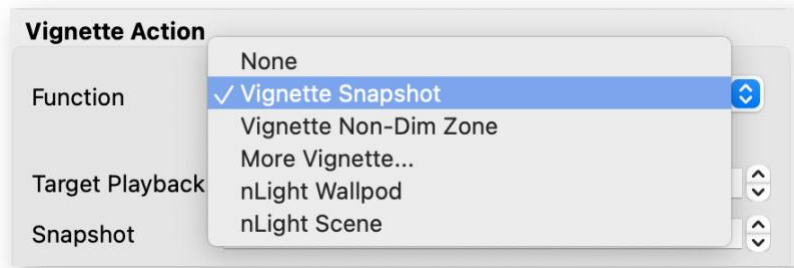 Vignette Action
None
Function
✓ Vignette Snapshot
Vignette Non-Dim Zone
More Vignette...
Target Playback
nLight Wallpod
Snapshot
nLight Scene